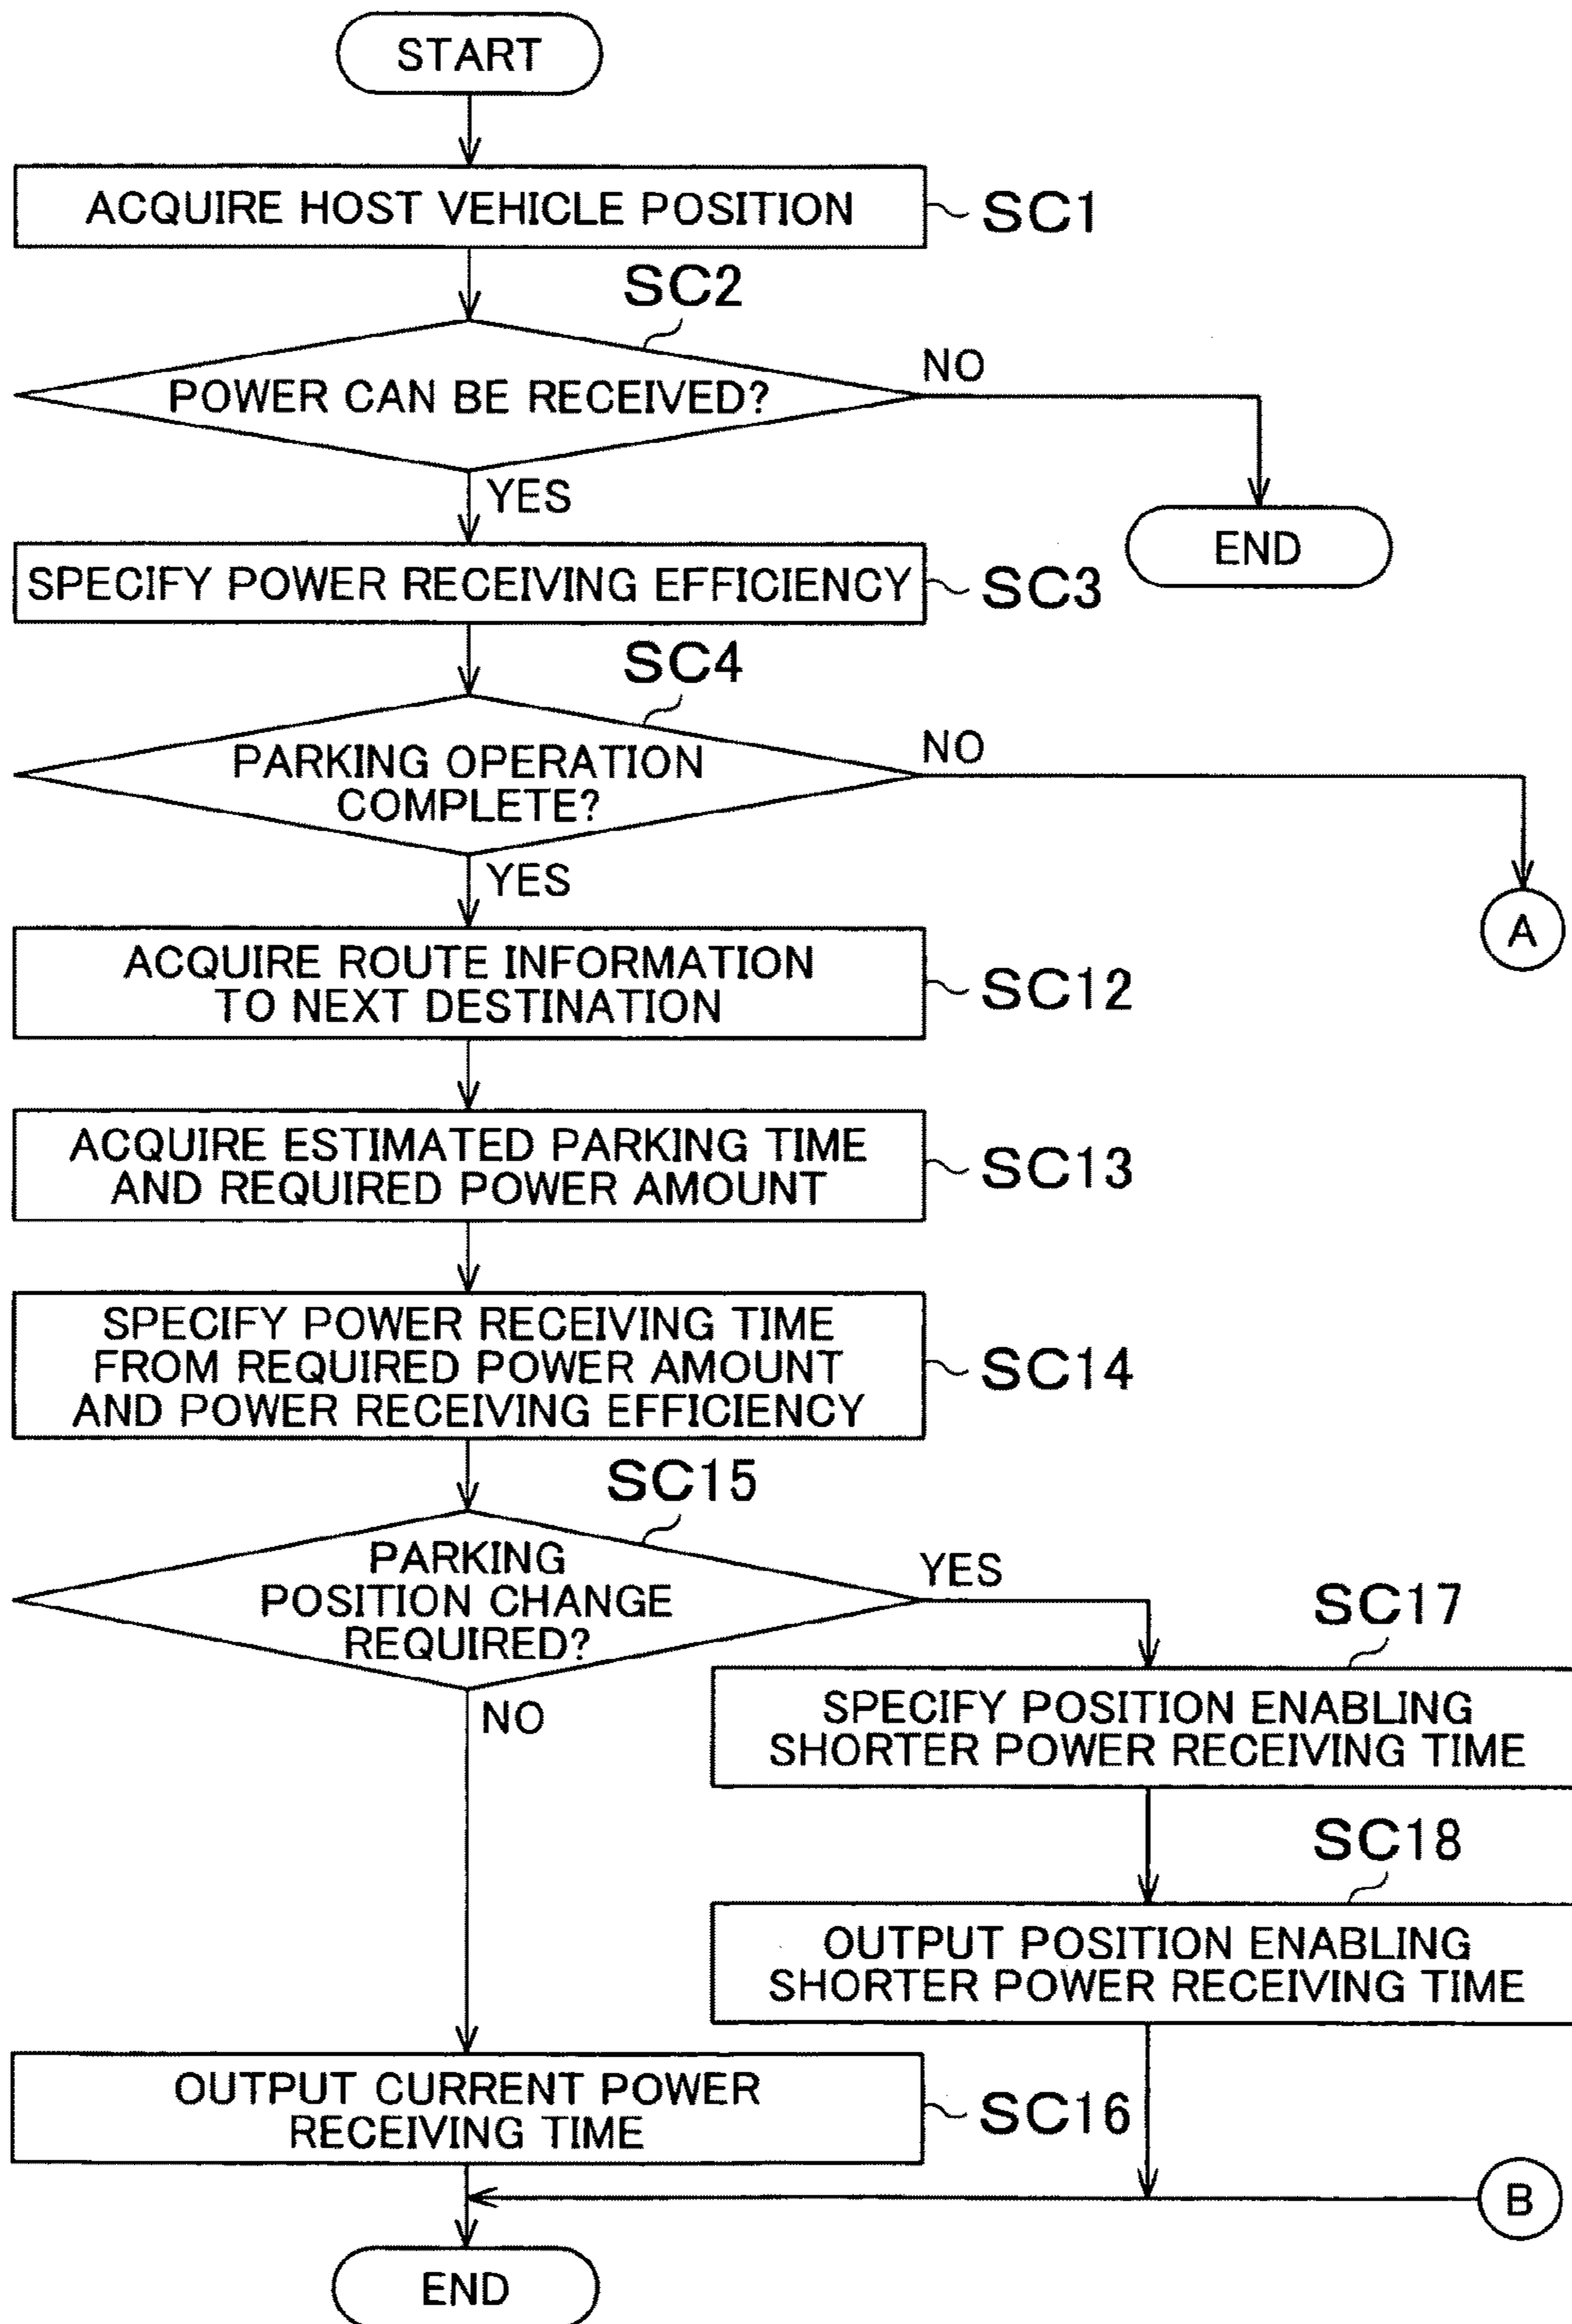 START
ACQUIRE HOST VEHICLE POSITION
SC1
SC2
POWER CAN BE RECEIVED?
NO
YES
END
SPECIFY POWER RECEIVING EFFICIENCY
SC3
SC4
PARKING OPERATION
COMPLETE?
NO
YES
A
ACQUIRE ROUTE INFORMATION
TO NEXT DESTINATION
SC12
ACQUIRE ESTIMATED PARKING TIME
AND REQUIRED POWER AMOUNT
SC13
SPECIFY POWER RECEIVING TIME
FROM REQUIRED POWER AMOUNT
AND POWER RECEIVING EFFICIENCY
SC14
SC15
PARKING
POSITION CHANGE
REQUIRED?
YES
NO
SC17
SPECIFY POSITION ENABLING
SHORTER POWER RECEIVING TIME
SC18
OUTPUT POSITION ENABLING
SHORTER POWER RECEIVING TIME
OUTPUT CURRENT POWER
RECEIVING TIME
SC16
B
END